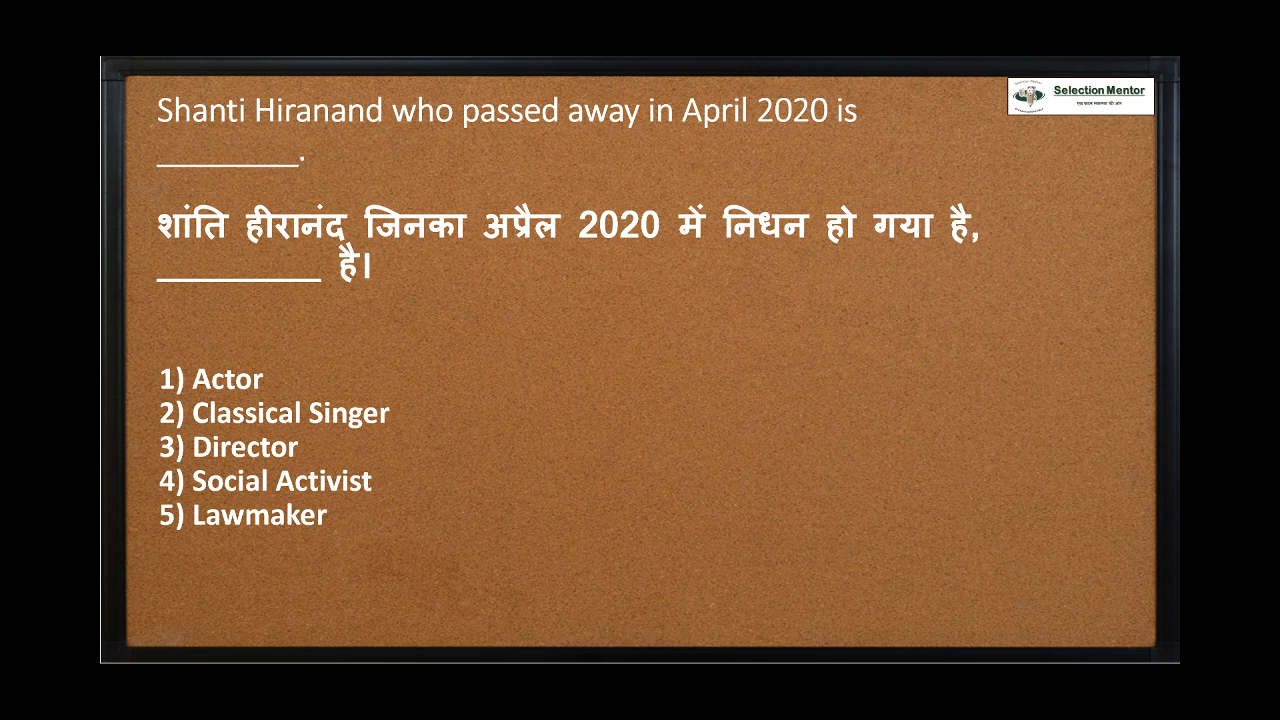 Shanti Hiranand who passed away in April 2020 is
_________.
Selection Mentor
शांति हीरानंद जिनका अप्रैल 2020 में निधन हो गया है,
_________ है।
1) Actor
2) Classical Singer
3) Director
4) Social Activist
5) Lawmaker